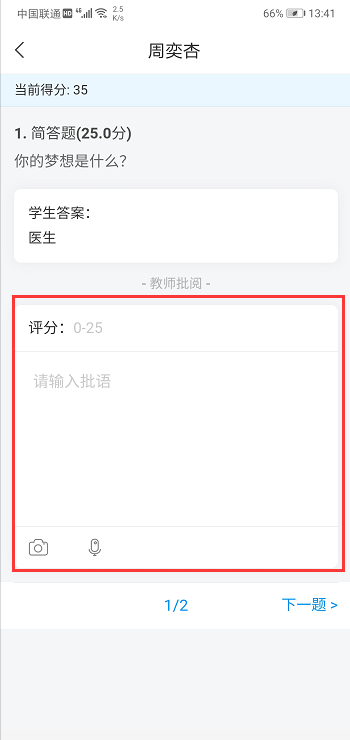 中国联通 HD 4G 2.5 K/s 66% 13:41
周奕杏
当前得分: 35
1. 简答题(25.0分)
你的梦想是什么？
学生答案：
医生
- 教师批阅 -
评分：0-25
请输入批语
1/2 下一题 >